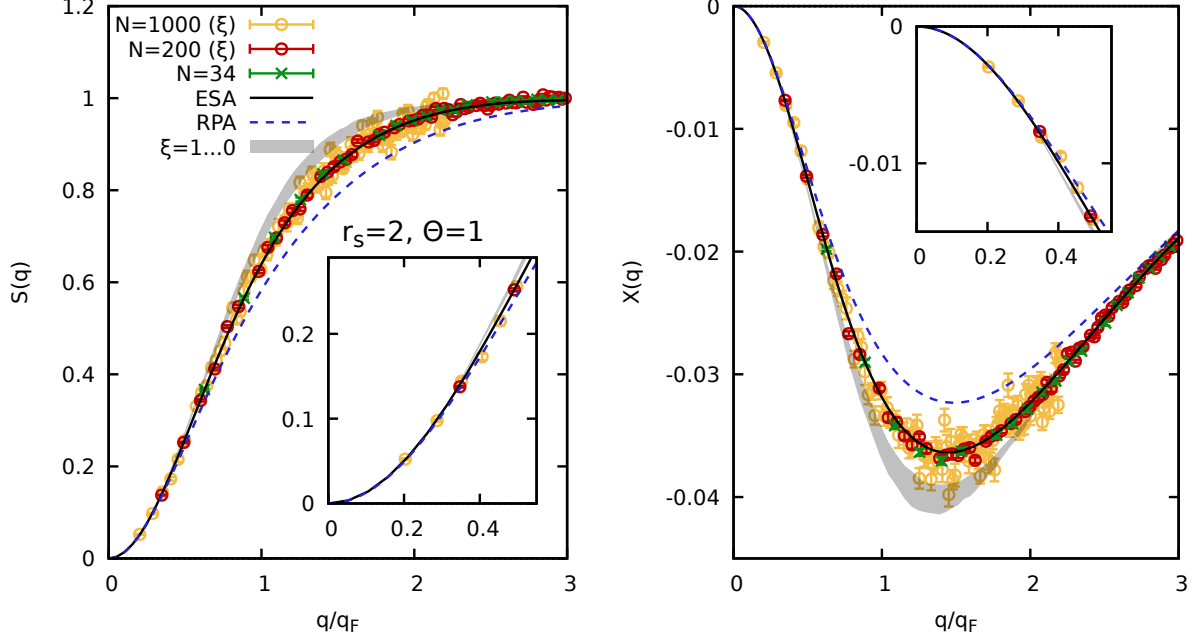 1.2
1
0.8
0.6
0.4
0.2
0
S(q)
N=1000 (ξ)
N=200 (ξ)
N=34
ESA
RPA
ξ=1...0
r_s=2, Θ=1
0.2
0.1
0
0 0.2 0.4
0 1 2 3
q/q_F
0
-0.01
-0.02
-0.03
-0.04
X(q)
0
-0.01
0 0.2 0.4
0 1 2 3
q/q_F